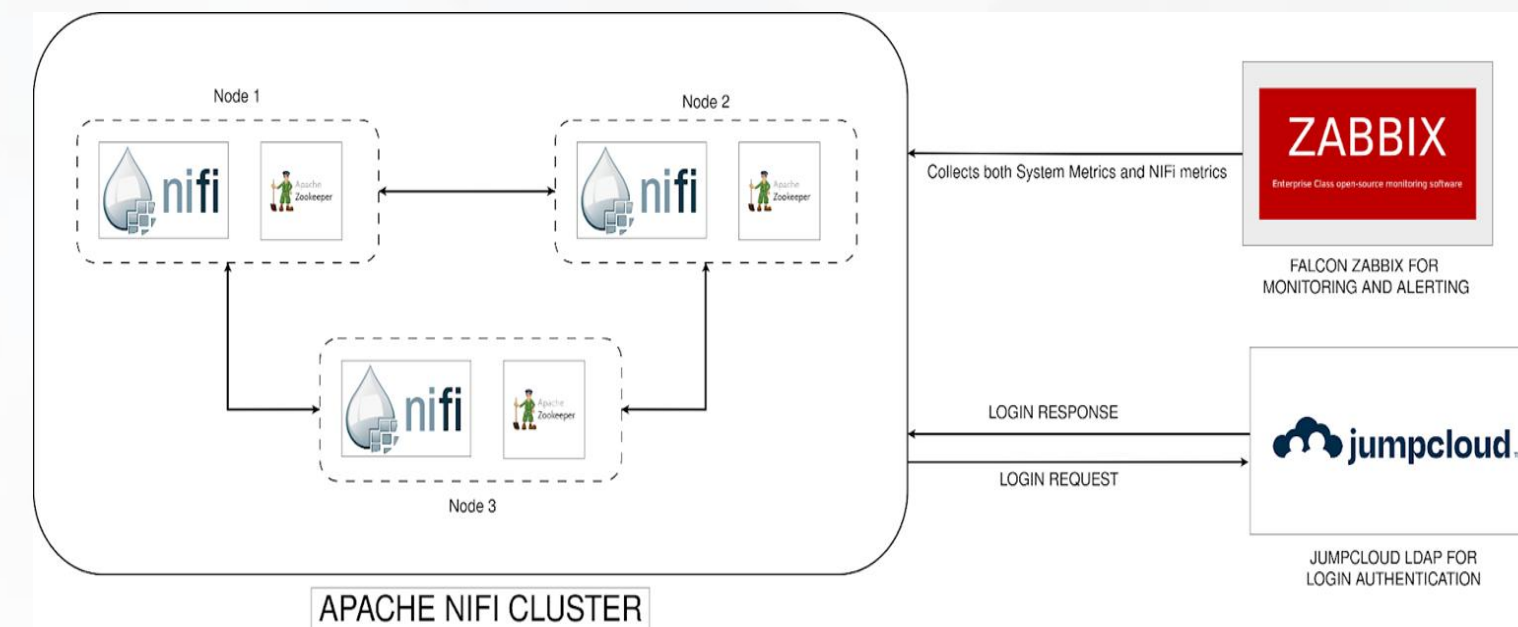 Node 1
nifi
Apache
Zookeeper
Node 2
nifi
Apache
Zookeeper
Node 3
nifi
Apache
Zookeeper
APACHE NIFI CLUSTER
Collects both System Metrics and NIFi metrics
ZABBIX
Enterprise Class open-source monitoring software
FALCON ZABBIX FOR
MONITORING AND ALERTING
LOGIN RESPONSE
LOGIN REQUEST
jumpcloud
JUMPCLOUD LDAP FOR
LOGIN AUTHENTICATION